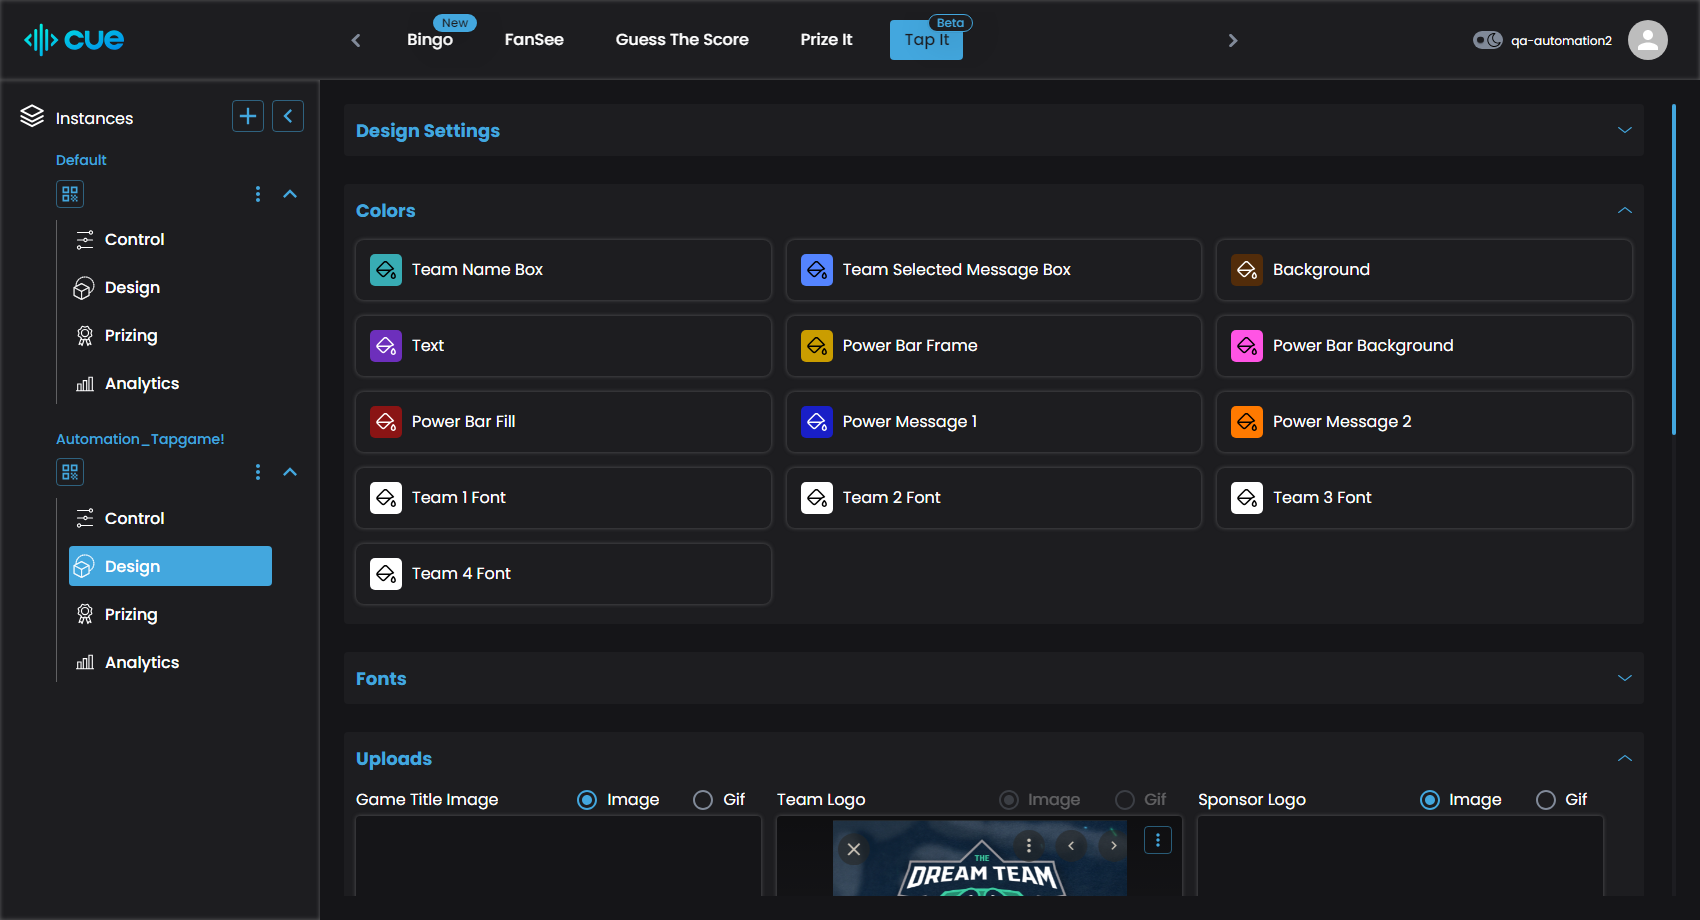 cue
New
Bingo
FanSee
Guess The Score
Prize It
Beta
Tap It
qa-automation2
Instances
Default
Control
Design
Prizing
Analytics
Automation_Tapgame!
Control
Design
Prizing
Analytics
Design Settings
Colors
Team Name Box
Team Selected Message Box
Background
Text
Power Bar Frame
Power Bar Background
Power Bar Fill
Power Message 1
Power Message 2
Team 1 Font
Team 2 Font
Team 3 Font
Team 4 Font
Fonts
Uploads
Game Title Image
Image
Gif
Team Logo
Image
Gif
Sponsor Logo
Image
Gif
THE
DREAM TEAM